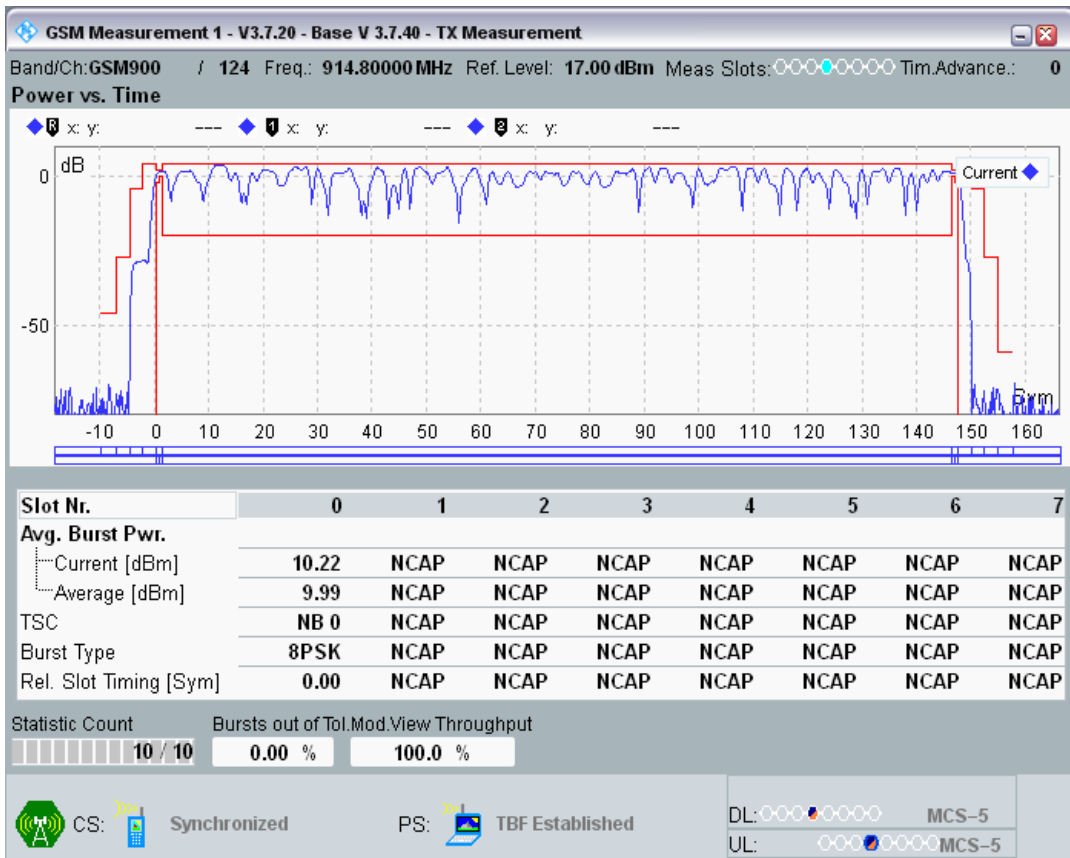 GSM Measurement 1 - V3.7.20 - Base V 3.7.40 - TX Measurement
Band/Ch:GSM900 / 124 Freq.: 914.80000 MHz Ref. Level: 17.00 dBm Meas Slots: Tim.Advance.: 0
Power vs. Time
R x: y: --- 1 x: y: --- 2 x: y: ---
dB
Current
0
-50
Sym
-10 0 10 20 30 40 50 60 70 80 90 100 110 120 130 140 150 160
Slot Nr. 0 1 2 3 4 5 6 7
Avg. Burst Pwr.
Current [dBm] 10.22 NCAP NCAP NCAP NCAP NCAP NCAP NCAP
Average [dBm] 9.99 NCAP NCAP NCAP NCAP NCAP NCAP NCAP
TSC NB 0 NCAP NCAP NCAP NCAP NCAP NCAP NCAP
Burst Type 8PSK NCAP NCAP NCAP NCAP NCAP NCAP NCAP
Rel. Slot Timing [Sym] 0.00 NCAP NCAP NCAP NCAP NCAP NCAP NCAP
Statistic Count Bursts out of Tol.Mod.View Throughput
10 / 10 0.00 % 100.0 %
CS: Synchronized PS: TBF Established
DL: MCS-5
UL: MCS-5